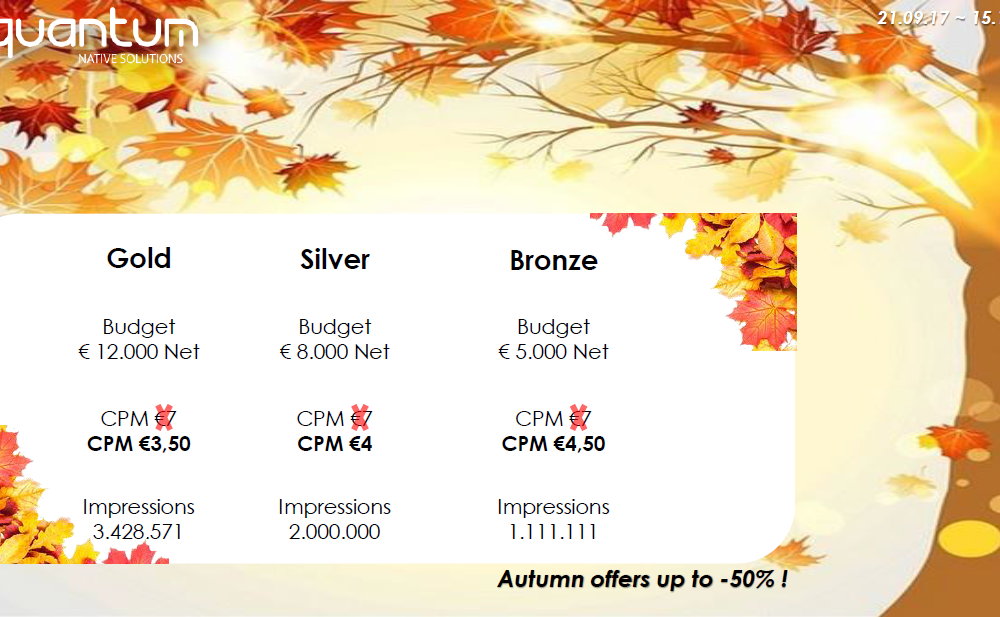 quantum
NATIVE SOLUTIONS
21.09.17 ~ 15.
Gold
Budget
€ 12.000 Net
CPM €7
CPM €3,50
Impressions
3.428.571
Silver
Budget
€ 8.000 Net
CPM €7
CPM €4
Impressions
2.000.000
Bronze
Budget
€ 5.000 Net
CPM €7
CPM €4,50
Impressions
1.111.111
Autumn offers up to -50% !